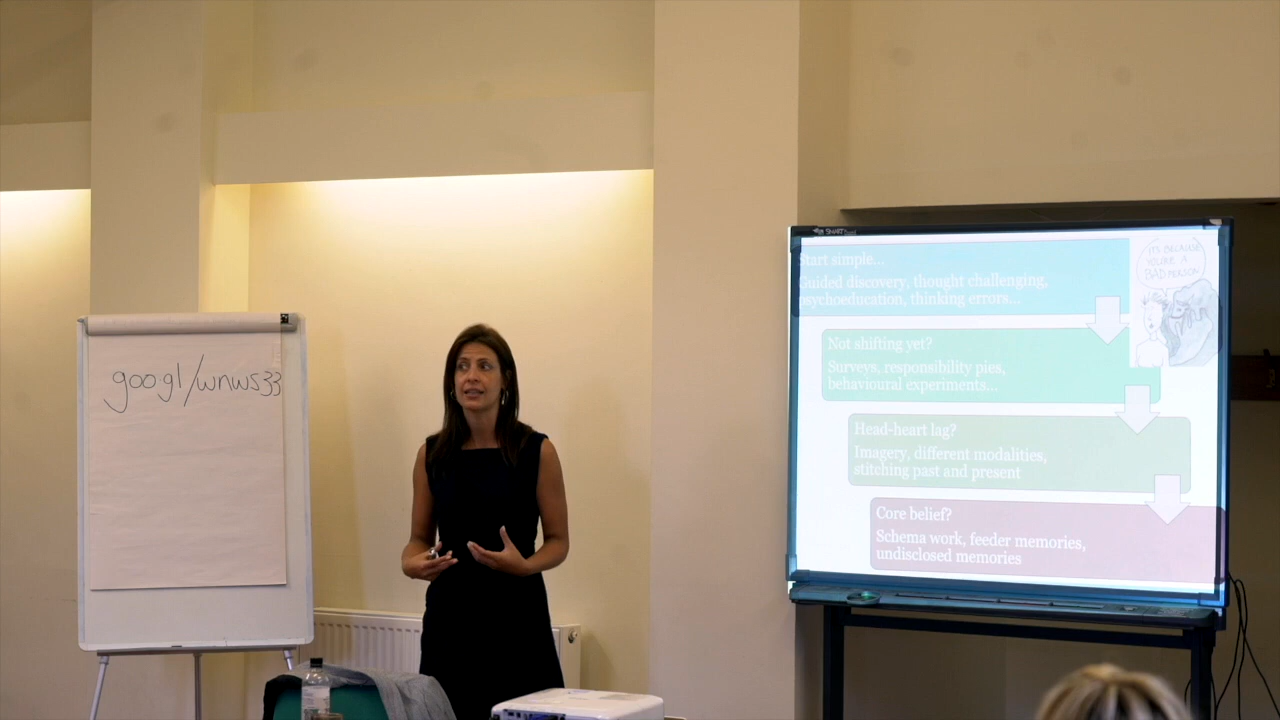 goo.gl/wnws33
SMART
Start simple...
Guided discovery, thought challenging,
psychoeducation, thinking errors...
IT'S BECAUSE
YOU'RE A
BAD PERSON
Not shifting yet?
Surveys, responsibility pies,
behavioural experiments...
Head-heart lag?
Imagery, different modalities,
stitching past and present
Core belief?
Schema work, feeder memories,
undisclosed memories